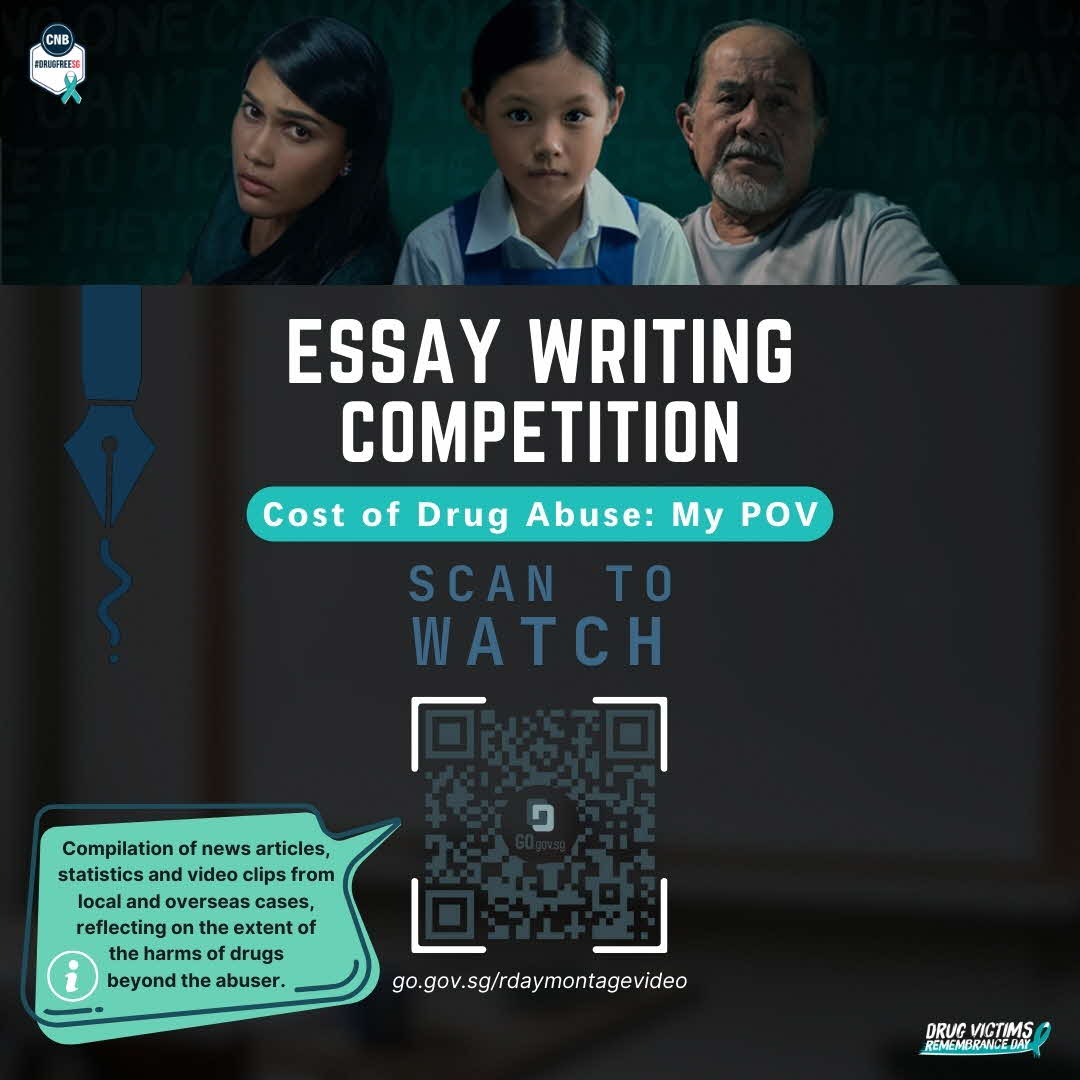 CNB
#DRUGFREESG
ESSAY WRITING
COMPETITION
Cost of Drug Abuse: My POV
SCAN TO
WATCH
GO.gov.sg
Compilation of news articles,
statistics and video clips from
local and overseas cases,
reflecting on the extent of
the harms of drugs
beyond the abuser.
i
go.gov.sg/rdaymontagevideo
DRUG VICTIMS
REMEMBRANCE DAY